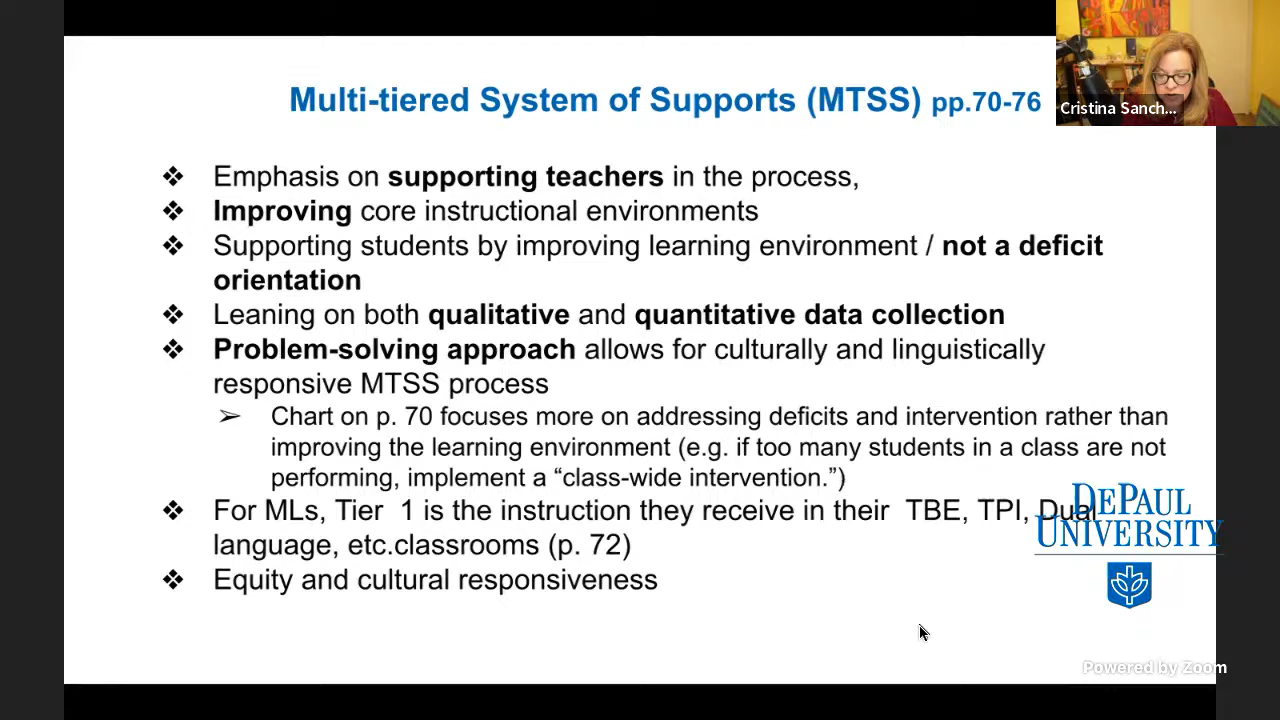 Multi-tiered System of Supports (MTSS) pp.70-76
Cristina Sanch...
❖ Emphasis on supporting teachers in the process,
❖ Improving core instructional environments
❖ Supporting students by improving learning environment / not a deficit
orientation
❖ Leaning on both qualitative and quantitative data collection
❖ Problem-solving approach allows for culturally and linguistically
responsive MTSS process
➢ Chart on p. 70 focuses more on addressing deficits and intervention rather than
improving the learning environment (e.g. if too many students in a class are not
performing, implement a “class-wide intervention.”)
❖ For MLs, Tier 1 is the instruction they receive in their TBE, TPI, Dual
language, etc.classrooms (p. 72)
❖ Equity and cultural responsiveness
DEPAUL
UNIVERSITY
Powered by Zoom